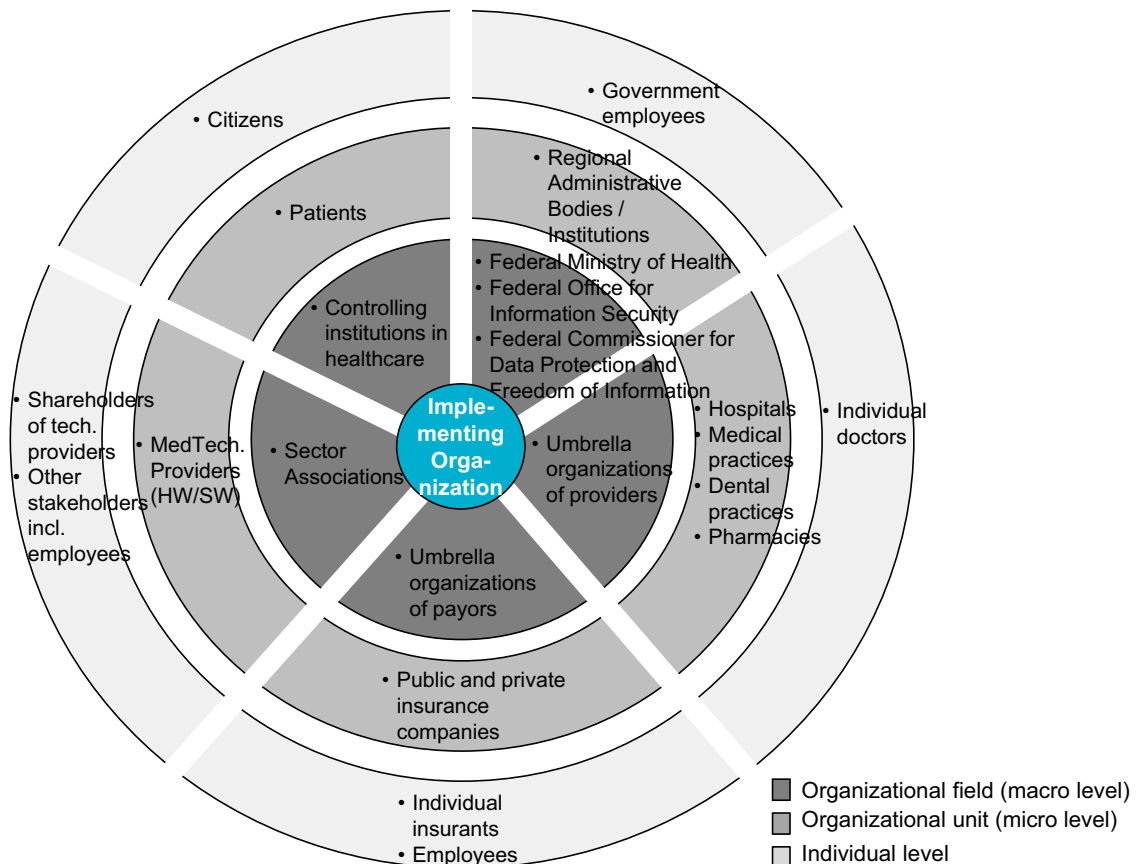 • Government
employees
• Citizens
• Regional
Administrative
Bodies /
Institutions
• Patients
• Federal Ministry of Health
• Federal Office for
Information Security
• Federal Commissioner for
Data Protection and
Freedom of Information
• Controlling
institutions in
healthcare
Imple-
menting
Orga-
nization
• Shareholders
of tech.
providers
• Other
stakeholders
incl.
employees
• MedTech.
Providers
(HW/SW)
• Sector
Associations
• Umbrella
organizations
of providers
• Hospitals
• Medical
practices
• Dental
practices
• Pharmacies
• Individual
doctors
• Umbrella
organizations
of payors
• Public and private
insurance
companies
• Individual
insurants
• Employees
Organizational field (macro level)
Organizational unit (micro level)
Individual level